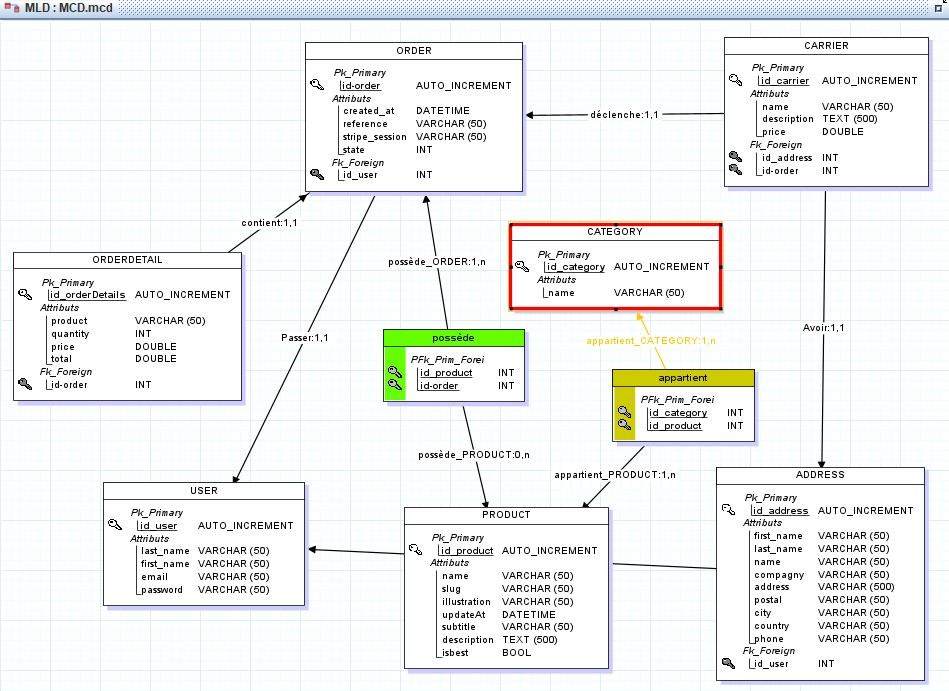 MLD : MCD.mcd
ORDER
Pk_Primary
id-order AUTO_INCREMENT
Attributs
created_at DATETIME
reference VARCHAR (50)
stripe_session VARCHAR (50)
state INT
Fk_Foreign
id_user INT
CARRIER
Pk_Primary
id_carrier AUTO_INCREMENT
Attributs
name VARCHAR (50)
description TEXT (500)
price DOUBLE
Fk_Foreign
id_address INT
id-order INT
déclenche:1,1
contient:1,1
ORDERDETAIL
Pk_Primary
id_orderDetails AUTO_INCREMENT
Attributs
product VARCHAR (50)
quantity INT
price DOUBLE
total DOUBLE
Fk_Foreign
id-order INT
possède_ORDER:1,n
CATEGORY
Pk_Primary
id_category AUTO_INCREMENT
Attributs
name VARCHAR (50)
Passer:1,1
possède
PFk_Prim_Forei
id_product INT
id-order INT
appartient_CATEGORY:1,n
Avoir:1,1
appartient
PFk_Prim_Forei
id_category INT
id_product INT
possède_PRODUCT:0,n
appartient_PRODUCT:1,n
USER
Pk_Primary
id_user AUTO_INCREMENT
Attributs
last_name VARCHAR (50)
first_name VARCHAR (50)
email VARCHAR (50)
password VARCHAR (50)
PRODUCT
Pk_Primary
id_product AUTO_INCREMENT
Attributs
name VARCHAR (50)
slug VARCHAR (50)
illustration VARCHAR (50)
updateAt DATETIME
subtitle VARCHAR (50)
description TEXT (500)
isbest BOOL
ADDRESS
Pk_Primary
id_address AUTO_INCREMENT
Attributs
first_name VARCHAR (50)
last_name VARCHAR (50)
name VARCHAR (50)
compagny VARCHAR (50)
address VARCHAR (500)
postal VARCHAR (50)
city VARCHAR (50)
country VARCHAR (50)
phone VARCHAR (50)
Fk_Foreign
id_user INT